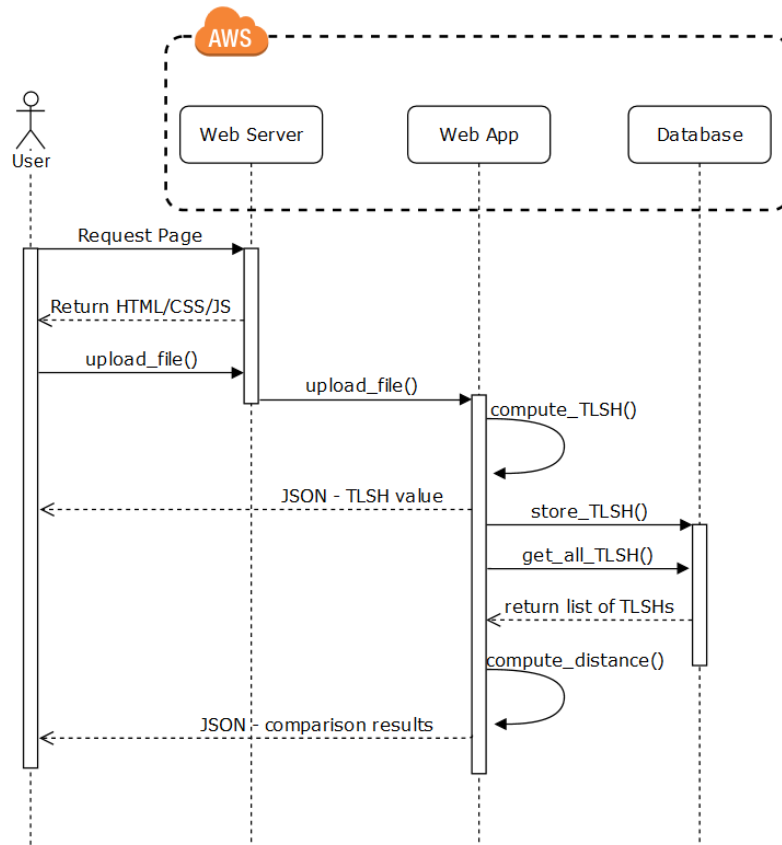 AWS
User
Web Server
Web App
Database
Request Page
Return HTML/CSS/JS
upload_file()
upload_file()
compute_TLSH()
JSON - TLSH value
store_TLSH()
get_all_TLSH()
return list of TLSHs
compute_distance()
JSON - comparison results